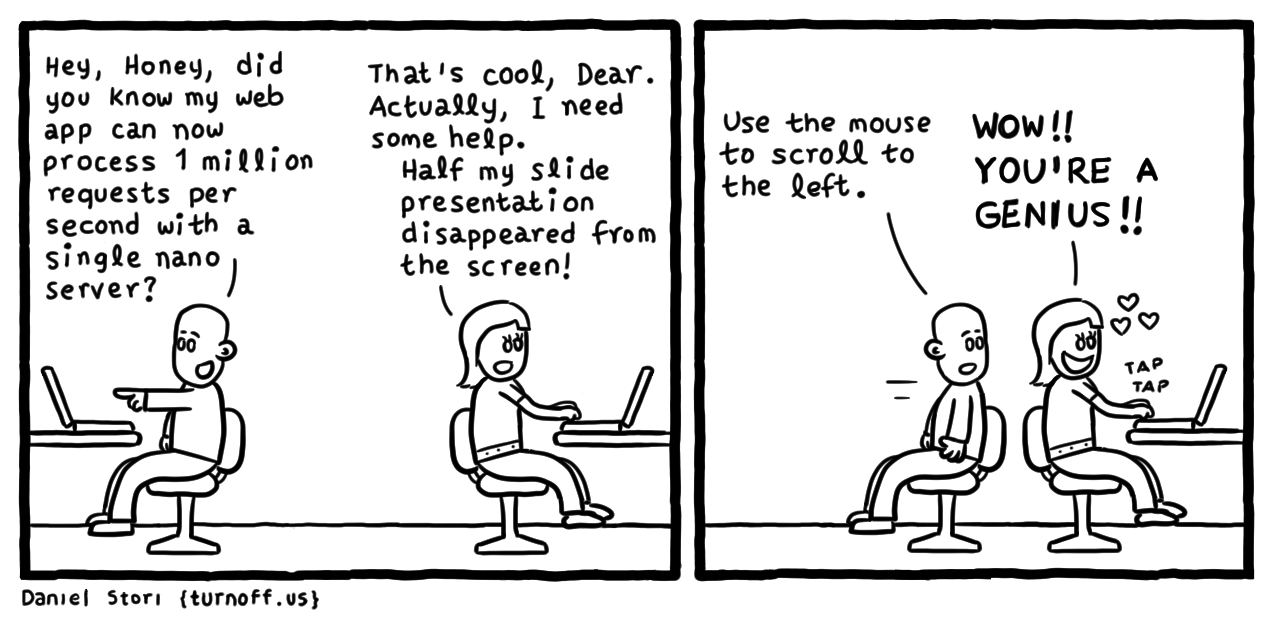 Hey, Honey, did
you know my web
app can now
process 1 million
requests per
second with a
single nano
server?
That's cool, Dear.
Actually, I need
some help.
Half my slide
presentation
disappeared from
the screen!
Use the mouse
to scroll to
the left.
WOW!!
YOU'RE A
GENIUS!!
TAP
TAP
Daniel Stori {turnoff.us}